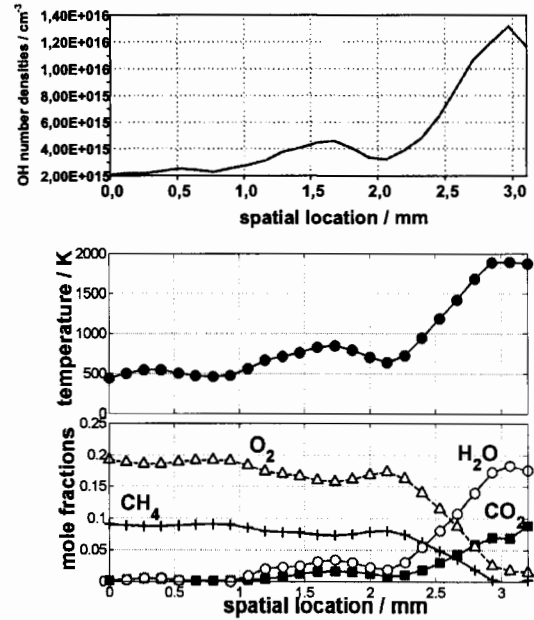 OH number densities / cm⁻³
1,40E+016
1,20E+016
1,00E+016
8,00E+015
6,00E+015
4,00E+015
2,00E+015
0,0 0,5 1,0 1,5 2,0 2,5 3,0
spatial location / mm
temperature / K
2000
1500
1000
500
0
mole fractions
0.25
0.2
0.15
0.1
0.05
0
O₂
H₂O
CH₄
CO₂
0 0.5 1 1.5 2 2.5 3
spatial location / mm